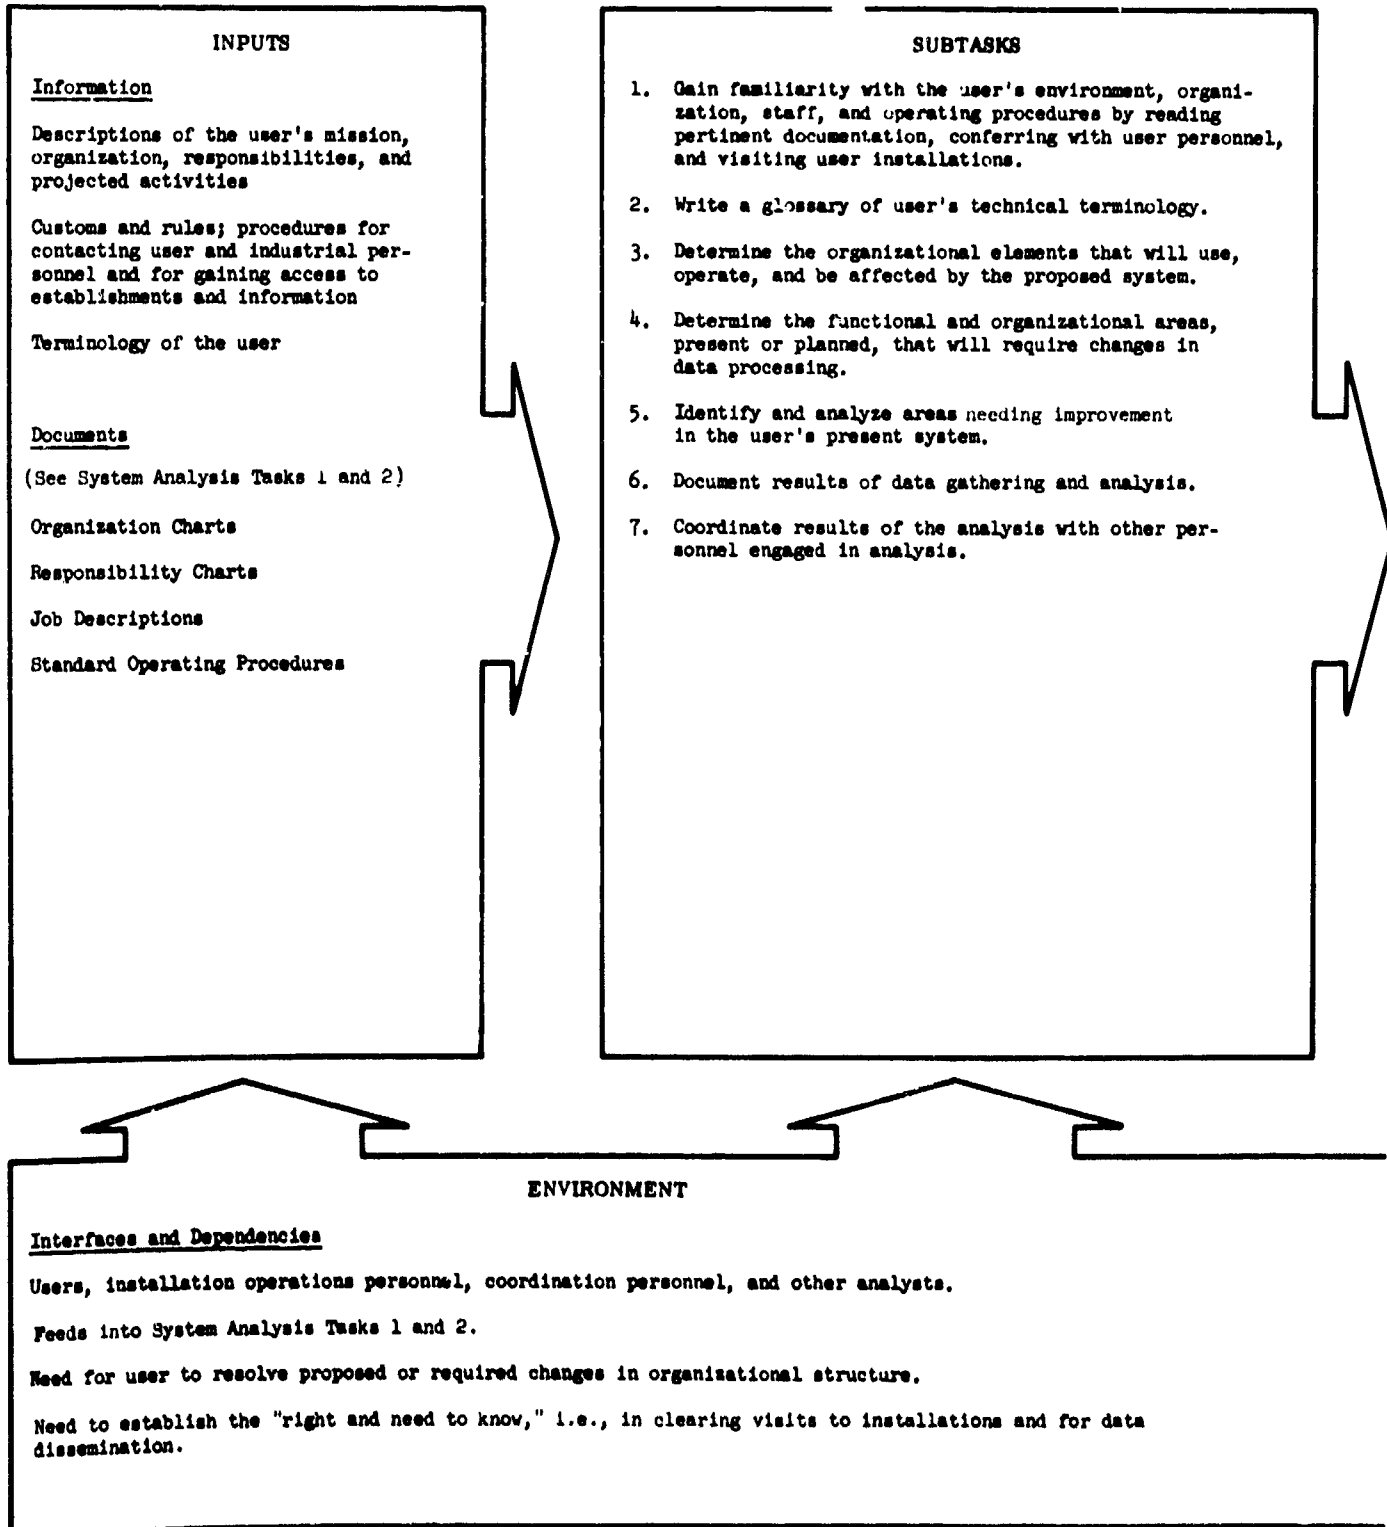 INPUTS
Information
Descriptions of the user's mission,
organization, responsibilities, and
projected activities
Customs and rules; procedures for
contacting user and industrial per-
sonnel and for gaining access to
establishments and information
Terminology of the user
Documents
(See System Analysis Tasks 1 and 2)
Organization Charts
Responsibility Charts
Job Descriptions
Standard Operating Procedures
SUBTASKS
1. Gain familiarity with the user's environment, organi-
zation, staff, and operating procedures by reading
pertinent documentation, conferring with user personnel,
and visiting user installations.
2. Write a glossary of user's technical terminology.
3. Determine the organizational elements that will use,
operate, and be affected by the proposed system.
4. Determine the functional and organizational areas,
present or planned, that will require changes in
data processing.
5. Identify and analyze areas needing improvement
in the user's present system.
6. Document results of data gathering and analysis.
7. Coordinate results of the analysis with other per-
sonnel engaged in analysis.
ENVIRONMENT
Interfaces and Dependencies
Users, installation operations personnel, coordination personnel, and other analysts.
Feeds into System Analysis Tasks 1 and 2.
Need for user to resolve proposed or required changes in organizational structure.
Need to establish the "right and need to know," i.e., in clearing visits to installations and for data
dissemination.